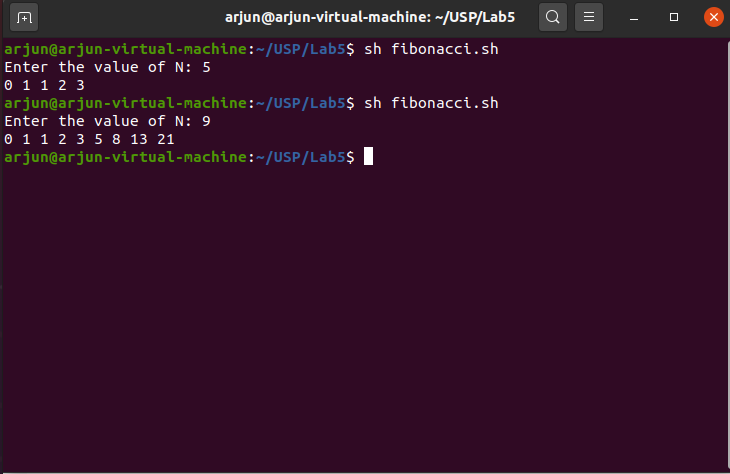 arjun@arjun-virtual-machine: ~/USP/Lab5
arjun@arjun-virtual-machine:~/USP/Lab5$ sh fibonacci.sh
Enter the value of N: 5
0 1 1 2 3
arjun@arjun-virtual-machine:~/USP/Lab5$ sh fibonacci.sh
Enter the value of N: 9
0 1 1 2 3 5 8 13 21
arjun@arjun-virtual-machine:~/USP/Lab5$